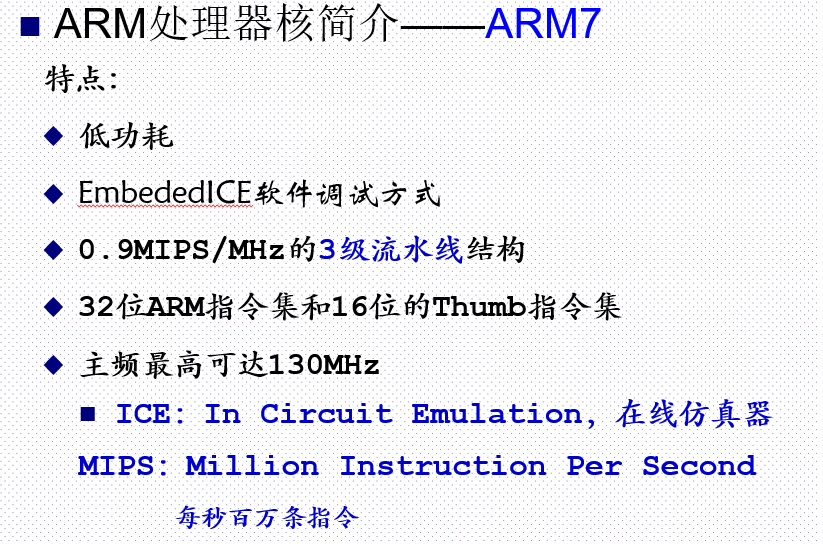 ARM处理器核简介——ARM7
特点:
低功耗
EmbededICE软件调试方式
0.9MIPS/MHz的3级流水线结构
32位ARM指令集和16位的Thumb指令集
主频最高可达130MHz
ICE: In Circuit Emulation, 在线仿真器
MIPS: Million Instruction Per Second
每秒百万条指令